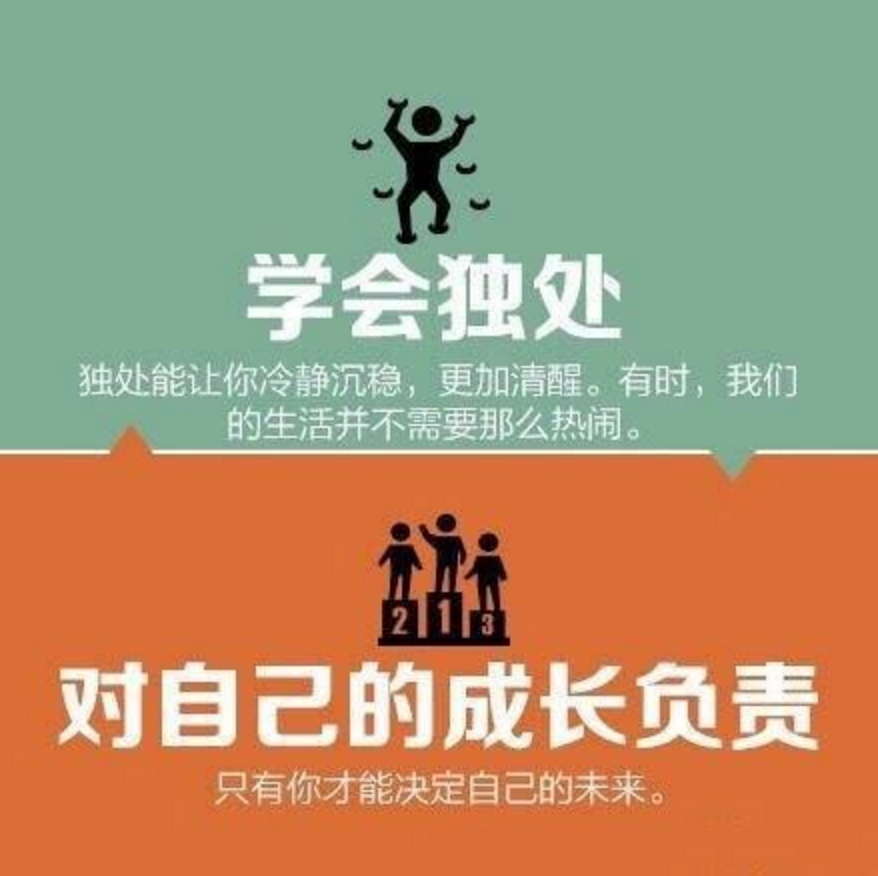 学会独处
独处能让你冷静沉稳，更加清醒。有时，我们
的生活并不需要那么热闹。
2 1 3
对自己的成长负责
只有你才能决定自己的未来。